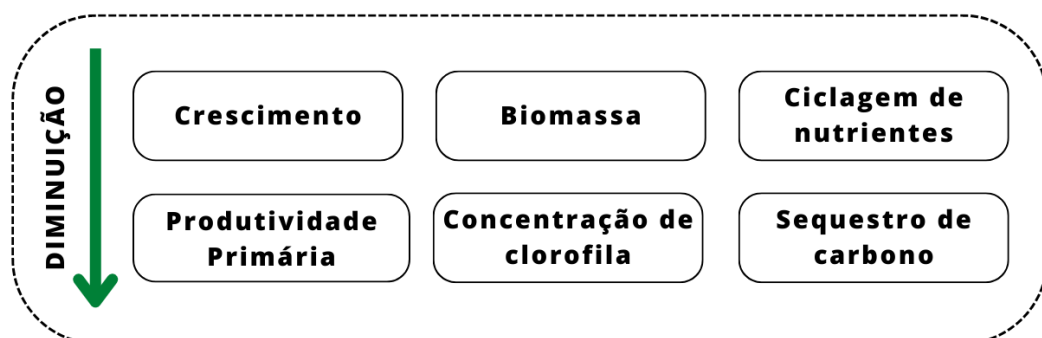 DIMINUIÇÃO
Crescimento
Biomassa
Ciclagem de
nutrientes
Produtividade
Primária
Concentração de
clorofila
Sequestro de
carbono